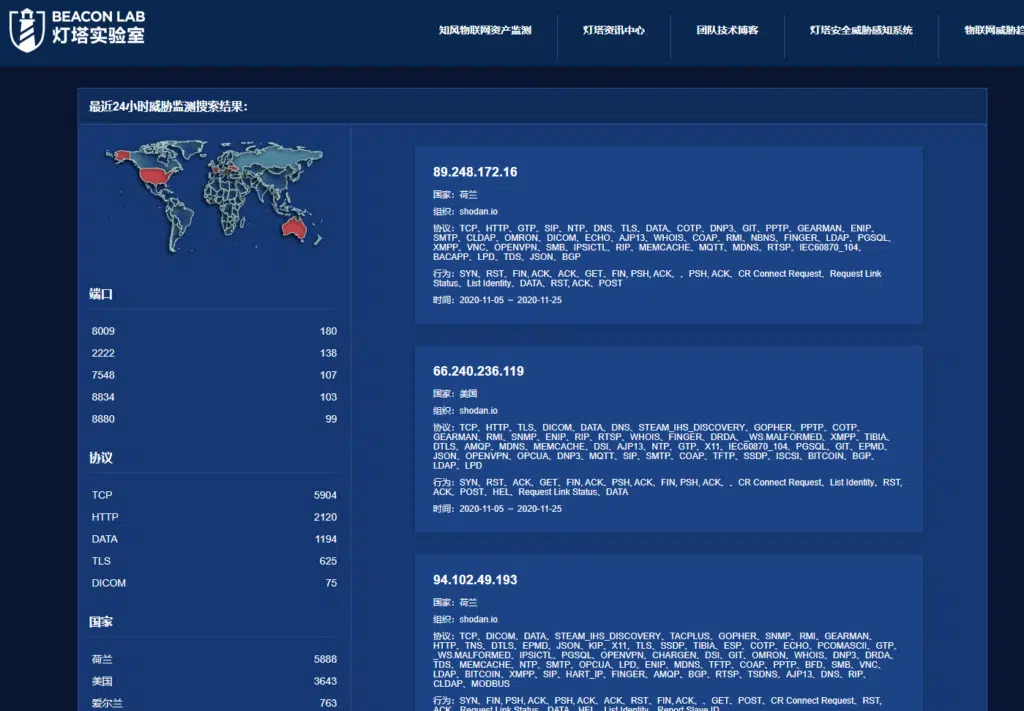 BEACON LAB
灯塔实验室
知风物联网资产监测
灯塔资讯中心
团队技术博客
灯塔安全威胁感知系统
物联网威胁趋
最近24小时威胁监测搜索结果:
端口
8009 180
2222 138
7548 107
8834 103
8880 99
协议
TCP 5904
HTTP 2120
DATA 1194
TLS 625
DICOM 75
国家
荷兰 5888
美国 3643
爱尔兰 763
89.248.172.16
国家：荷兰
组织：shodan.io
协议：TCP、HTTP、GTP、SIP、NTP、DNS、TLS、DATA、COTP、DNP3、GIT、PPTP、GEARMAN、ENIP、
SMTP、CLDAP、OMRON、DICOM、ECHO、AJP13、WHOIS、COAP、RMI、NBNS、FINGER、LDAP、PGSQL、
XMPP、VNC、OPENVPN、SMB、IPSICTL、RIP、MEMCACHE、MQTT、MDNS、RTSP、IEC60870_104、
BACAPP、LPD、TDS、JSON、BGP
行为：SYN、RST、FIN, ACK、ACK、GET、FIN, PSH, ACK、、PSH, ACK、CR Connect Request、Request Link
Status、List Identity、DATA、RST, ACK、POST
时间：2020-11-05 ~ 2020-11-25
66.240.236.119
国家：美国
组织：shodan.io
协议：TCP、HTTP、TLS、DICOM、DATA、DNS、STEAM_IHS_DISCOVERY、GOPHER、PPTP、COTP、
GEARMAN、RMI、SNMP、ENIP、RIP、RTSP、WHOIS、FINGER、DRDA、_WS.MALFORMED、XMPP、TIBIA、
DTLS、AMQP、MDNS、MEMCACHE、DSI、AJP13、NTP、GTP、X11、IEC60870_104、PGSQL、GIT、EPMD、
JSON、OPENVPN、OPCUA、DNP3、MQTT、SIP、SMTP、COAP、TFTP、SSDP、ISCSI、BITCOIN、BGP、
LDAP、LPD
行为：SYN、RST、ACK、GET、FIN, ACK、PSH, ACK、FIN, PSH, ACK、、CR Connect Request、List Identity、RST,
ACK、POST、HEL、Request Link Status、DATA
时间：2020-11-05 ~ 2020-11-25
94.102.49.193
国家：荷兰
组织：shodan.io
协议：TCP、DICOM、DATA、STEAM_IHS_DISCOVERY、TACPLUS、GOPHER、SNMP、RMI、GEARMAN、
HTTP、TNS、DTLS、EPMD、JSON、KIP、X11、TLS、SSDP、TIBIA、ESP、COTP、ECHO、PCOMASCII、GTP、
_WS.MALFORMED、IPSICTL、PGSQL、OPENVPN、CHARGEN、DSI、GIT、OMRON、WHOIS、DNP3、DRDA、
TDS、MEMCACHE、NTP、SMTP、OPCUA、LPD、ENIP、MDNS、TFTP、COAP、PPTP、BFD、SMB、VNC、
LDAP、BITCOIN、XMPP、SIP、HART_IP、FINGER、AMQP、BGP、RTSP、TSDNS、AJP13、DNS、RIP、
CLDAP、MODBUS
行为：SYN、FIN, PSH, ACK、PSH, ACK、ACK、RST、FIN, ACK、、GET、POST、CR Connect Request、RST,
ACK、Request Link Status、DATA、HEL、List Identity、Report Slave ID